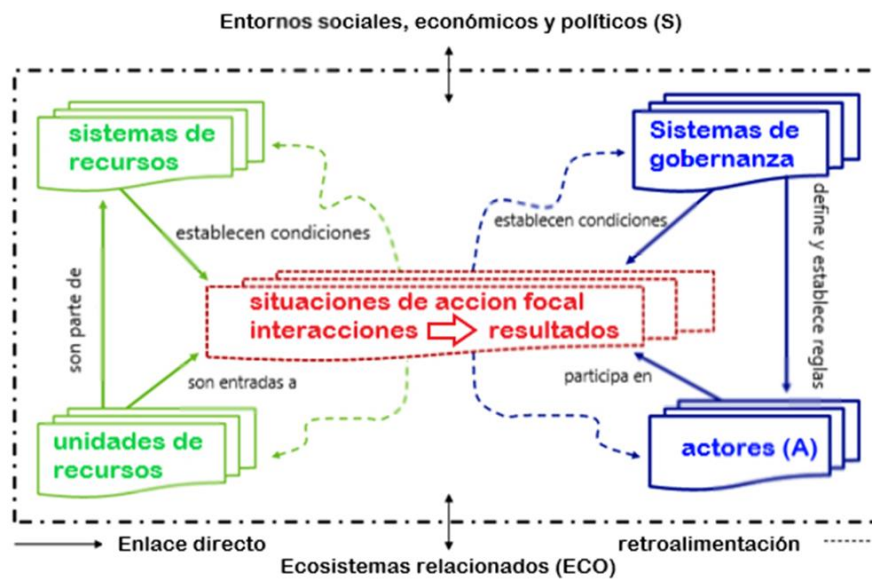 Entornos sociales, económicos y políticos (S)
sistemas de
recursos
Sistemas de
gobernanza
establecen condiciones
establecen condiciones
define y establece reglas
son parte de
situaciones de accion focal
interacciones resultados
son entradas a
participa en
unidades de
recursos
actores (A)
Enlace directo
retroalimentación
Ecosistemas relacionados (ECO)